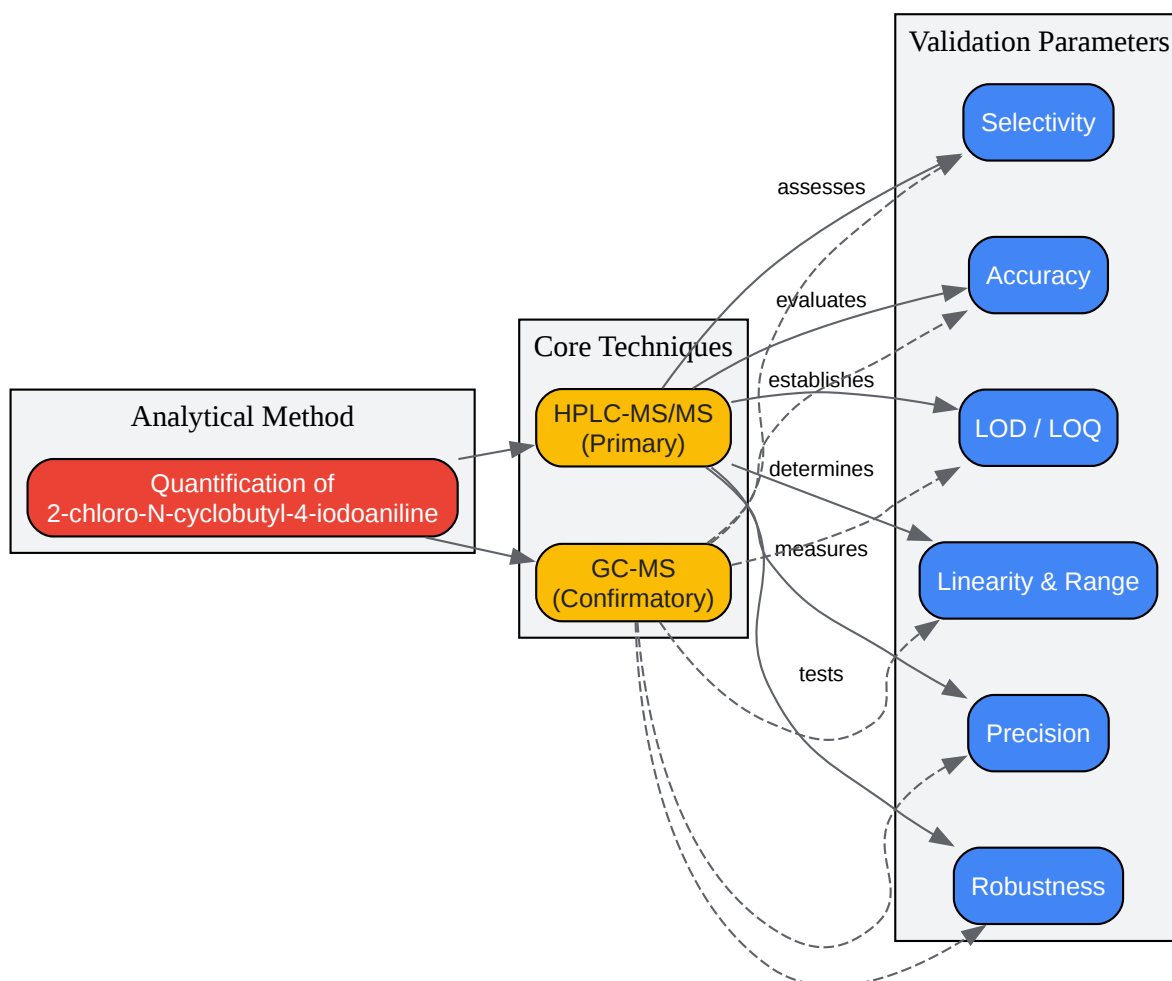 Analytical Method
Quantification of
2-chloro-N-cyclobutyl-4-iodoaniline
Core Techniques
HPLC-MS/MS
(Primary)
GC-MS
(Confirmatory)
assesses
evaluates
establishes
determines
measures
tests
Validation Parameters
Selectivity
Accuracy
LOD / LOQ
Linearity & Range
Precision
Robustness